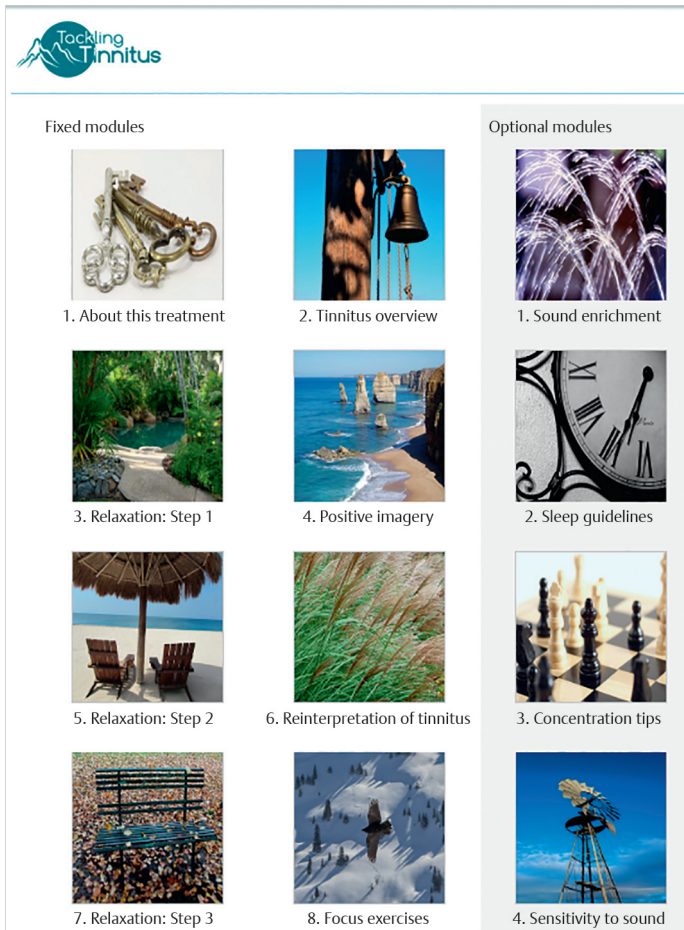 Tackling
Tinnitus
Fixed modules
Optional modules
1. About this treatment
2. Tinnitus overview
1. Sound enrichment
3. Relaxation: Step 1
4. Positive imagery
2. Sleep guidelines
5. Relaxation: Step 2
6. Reinterpretation of tinnitus
3. Concentration tips
7. Relaxation: Step 3
8. Focus exercises
4. Sensitivity to sound